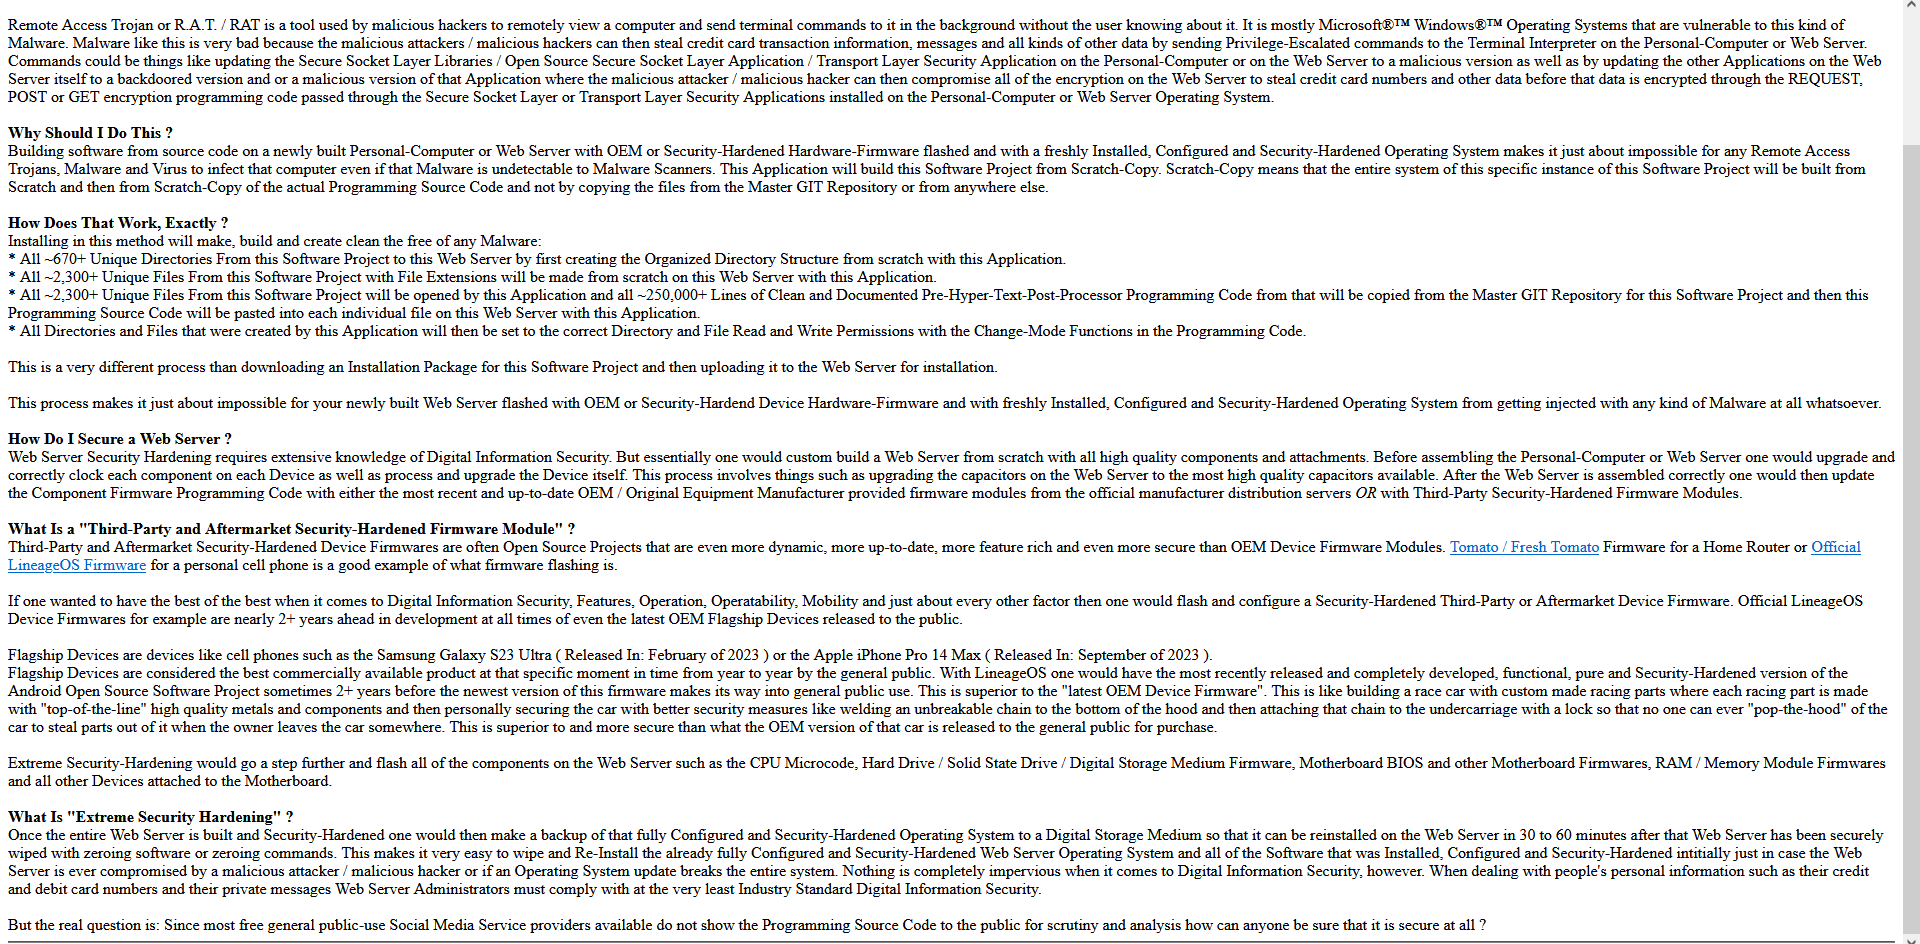 Remote Access Trojan or R.A.T. / RAT is a tool used by malicious hackers to remotely view a computer and send terminal commands to it in the background without the user knowing about it. It is mostly Microsoft®™ Windows®™ Operating Systems that are vulnerable to this kind of
Malware. Malware like this is very bad because the malicious attackers / malicious hackers can then steal credit card transaction information, messages and all kinds of other data by sending Privilege-Escalated commands to the Terminal Interpreter on the Personal-Computer or Web Server.
Commands could be things like updating the Secure Socket Layer Libraries / Open Source Secure Socket Layer Application / Transport Layer Security Application on the Personal-Computer or on the Web Server to a malicious version as well as by updating the other Applications on the Web
Server itself to a backdoored version and or a malicious version of that Application where the malicious attacker / malicious hacker can then compromise all of the encryption on the Web Server to steal credit card numbers and other data before that data is encrypted through the REQUEST,
POST or GET encryption programming code passed through the Secure Socket Layer or Transport Layer Security Applications installed on the Personal-Computer or Web Server Operating System.
Why Should I Do This ?
Building software from source code on a newly built Personal-Computer or Web Server with OEM or Security-Hardened Hardware-Firmware flashed and with a freshly Installed, Configured and Security-Hardened Operating System makes it just about impossible for any Remote Access
Trojans, Malware and Virus to infect that computer even if that Malware is undetectable to Malware Scanners. This Application will build this Software Project from Scratch-Copy. Scratch-Copy means that the entire system of this specific instance of this Software Project will be built from
Scratch and then from Scratch-Copy of the actual Programming Source Code and not by copying the files from the Master GIT Repository or from anywhere else.
How Does That Work, Exactly ?
Installing in this method will make, build and create clean the free of any Malware:
* All ~670+ Unique Directories From this Software Project to this Web Server by first creating the Organized Directory Structure from scratch with this Application.
* All ~2,300+ Unique Files From this Software Project with File Extensions will be made from scratch on this Web Server with this Application.
* All ~2,300+ Unique Files From this Software Project will be opened by this Application and all ~250,000+ Lines of Clean and Documented Pre-Hyper-Text-Post-Processor Programming Code from that will be copied from the Master GIT Repository for this Software Project and then this
Programming Source Code will be pasted into each individual file on this Web Server with this Application.
* All Directories and Files that were created by this Application will then be set to the correct Directory and File Read and Write Permissions with the Change-Mode Functions in the Programming Code.
This is a very different process than downloading an Installation Package for this Software Project and then uploading it to the Web Server for installation.
This process makes it just about impossible for your newly built Web Server flashed with OEM or Security-Hardend Device Hardware-Firmware and with freshly Installed, Configured and Security-Hardened Operating System from getting injected with any kind of Malware at all whatsoever.
How Do I Secure a Web Server ?
Web Server Security Hardening requires extensive knowledge of Digital Information Security. But essentially one would custom build a Web Server from scratch with all high quality components and attachments. Before assembling the Personal-Computer or Web Server one would upgrade and
correctly clock each component on each Device as well as process and upgrade the Device itself. This process involves things such as upgrading the capacitors on the Web Server to the most high quality capacitors available. After the Web Server is assembled correctly one would then update
the Component Firmware Programming Code with either the most recent and up-to-date OEM / Original Equipment Manufacturer provided firmware modules from the official manufacturer distribution servers OR with Third-Party Security-Hardened Firmware Modules.
What Is a "Third-Party and Aftermarket Security-Hardened Firmware Module" ?
Third-Party and Aftermarket Security-Hardened Device Firmwares are often Open Source Projects that are even more dynamic, more up-to-date, more feature rich and even more secure than OEM Device Firmware Modules. Tomato / Fresh Tomato Firmware for a Home Router or Official
LineageOS Firmware for a personal cell phone is a good example of what firmware flashing is.
If one wanted to have the best of the best when it comes to Digital Information Security, Features, Operation, Operatability, Mobility and just about every other factor then one would flash and configure a Security-Hardened Third-Party or Aftermarket Device Firmware. Official LineageOS
Device Firmwares for example are nearly 2+ years ahead in development at all times of even the latest OEM Flagship Devices released to the public.
Flagship Devices are devices like cell phones such as the Samsung Galaxy S23 Ultra ( Released In: February of 2023 ) or the Apple iPhone Pro 14 Max ( Released In: September of 2023 ).
Flagship Devices are considered the best commercially available product at that specific moment in time from year to year by the general public. With LineageOS one would have the most recently released and completely developed, functional, pure and Security-Hardened version of the
Android Open Source Software Project sometimes 2+ years before the newest version of this firmware makes its way into general public use. This is superior to the "latest OEM Device Firmware". This is like building a race car with custom made racing parts where each racing part is made
with "top-of-the-line" high quality metals and components and then personally securing the car with better security measures like welding an unbreakable chain to the bottom of the hood and then attaching that chain to the undercarriage with a lock so that no one can ever "pop-the-hood" of the
car to steal parts out of it when the owner leaves the car somewhere. This is superior to and more secure than what the OEM version of that car is released to the general public for purchase.
Extreme Security-Hardening would go a step further and flash all of the components on the Web Server such as the CPU Microcode, Hard Drive / Solid State Drive / Digital Storage Medium Firmware, Motherboard BIOS and other Motherboard Firmwares, RAM / Memory Module Firmwares
and all other Devices attached to the Motherboard.
What Is "Extreme Security Hardening" ?
Once the entire Web Server is built and Security-Hardened one would then make a backup of that fully Configured and Security-Hardened Operating System to a Digital Storage Medium so that it can be reinstalled on the Web Server in 30 to 60 minutes after that Web Server has been securely
wiped with zeroing software or zeroing commands. This makes it very easy to wipe and Re-Install the already fully Configured and Security-Hardened Web Server Operating System and all of the Software that was Installed, Configured and Security-Hardened intitially just in case the Web
Server is ever compromised by a malicious attacker / malicious hacker or if an Operating System update breaks the entire system. Nothing is completely impervious when it comes to Digital Information Security, however. When dealing with people's personal information such as their credit
and debit card numbers and their private messages Web Server Administrators must comply with at the very least Industry Standard Digital Information Security.
But the real question is: Since most free general public-use Social Media Service providers available do not show the Programming Source Code to the public for scrutiny and analysis how can anyone be sure that it is secure at all ?